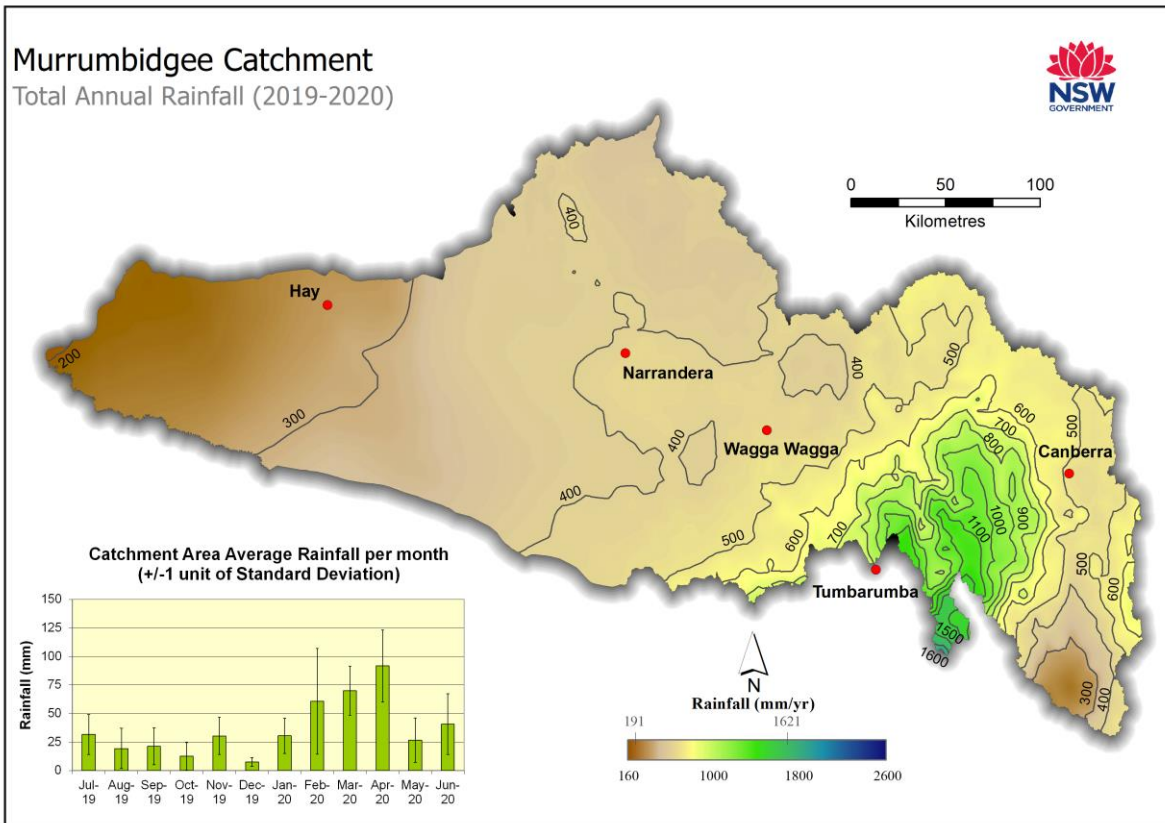 Murrumbidgee Catchment
Total Annual Rainfall (2019-2020)
NSW
GOVERNMENT
0 50 100
Kilometres
400
Hay
200
300
Narrandera
400
500
400
Wagga Wagga
400
500
600
700
600
700
800
900
1000
1100
500
Canberra
Tumbarumba
500
600
1500
1600
300
400
N
Catchment Area Average Rainfall per month
(+/-1 unit of Standard Deviation)
Rainfall (mm)
150
125
100
75
50
25
0
Jul-19 Aug-19 Sep-19 Oct-19 Nov-19 Dec-19 Jan-20 Feb-20 Mar-20 Apr-20 May-20 Jun-20
Rainfall (mm/yr)
191 1621
160 1000 1800 2600